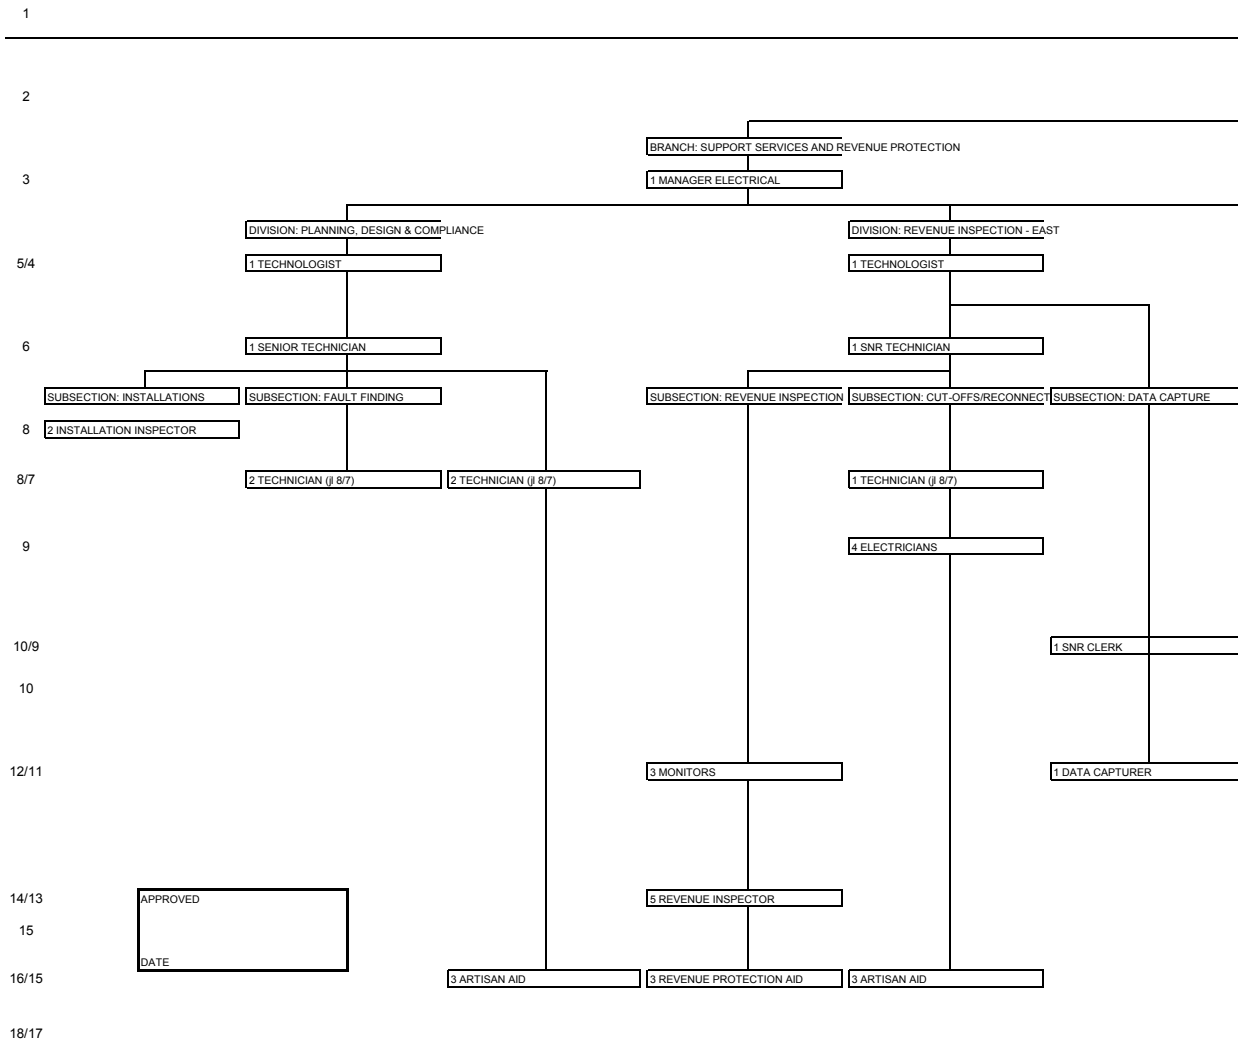 1
2
BRANCH: SUPPORT SERVICES AND REVENUE PROTECTION
3
1 MANAGER ELECTRICAL
DIVISION: PLANNING, DESIGN & COMPLIANCE
DIVISION: REVENUE INSPECTION - EAST
5/4
1 TECHNOLOGIST
1 TECHNOLOGIST
6
1 SENIOR TECHNICIAN
1 SNR TECHNICIAN
SUBSECTION: INSTALLATIONS
SUBSECTION: FAULT FINDING
SUBSECTION: REVENUE INSPECTION
SUBSECTION: CUT-OFFS/RECONNECT
SUBSECTION: DATA CAPTURE
8
2 INSTALLATION INSPECTOR
8/7
2 TECHNICIAN (jl 8/7)
2 TECHNICIAN (jl 8/7)
1 TECHNICIAN (jl 8/7)
9
4 ELECTRICIANS
10/9
1 SNR CLERK
10
12/11
3 MONITORS
1 DATA CAPTURER
14/13
APPROVED
5 REVENUE INSPECTOR
15
DATE
16/15
3 ARTISAN AID
3 REVENUE PROTECTION AID
3 ARTISAN AID
18/17